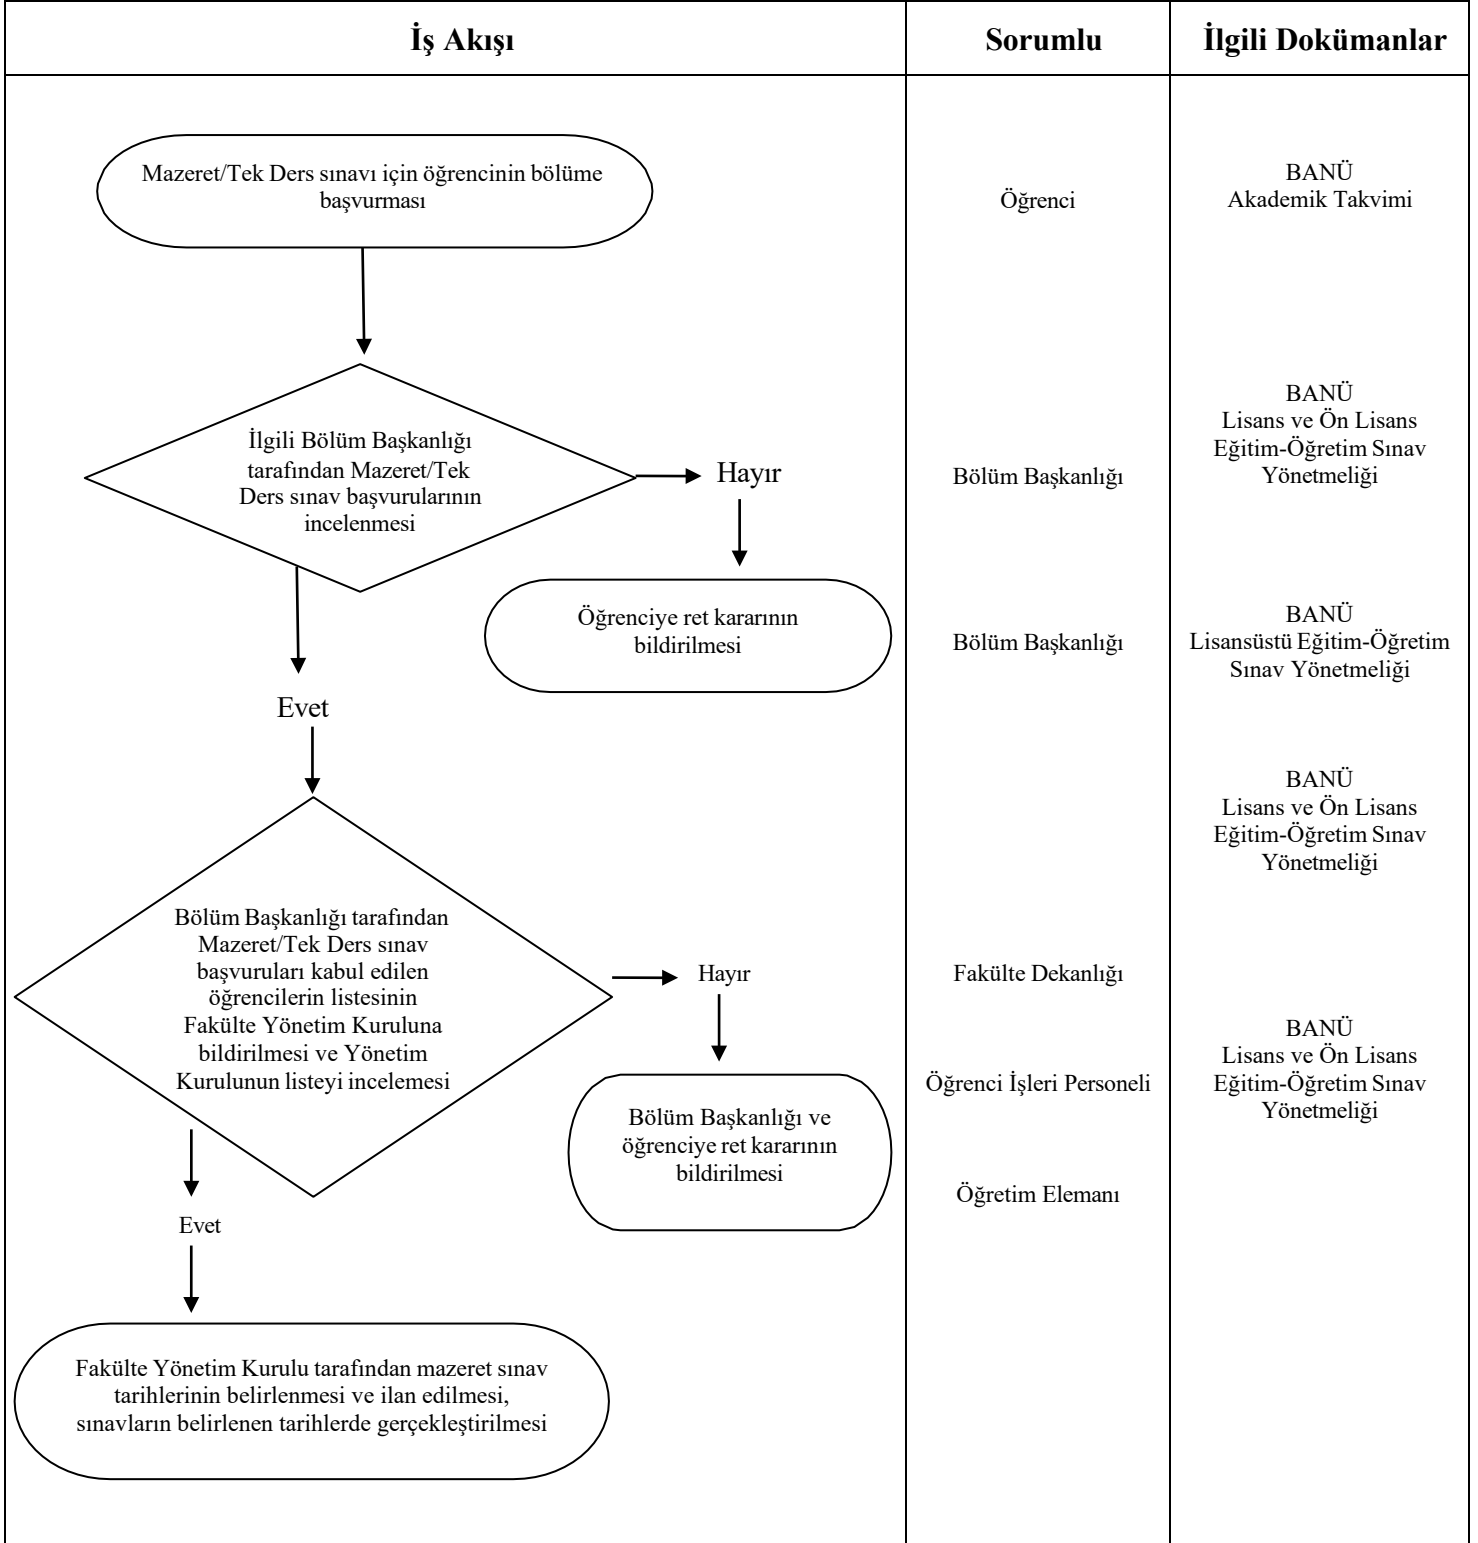 İş Akışı
Sorumlu
İlgili Dokümanlar
Mazeret/Tek Ders sınavı için öğrencinin bölüme
başvurması
Öğrenci
BANÜ
Akademik Takvimi
İlgili Bölüm Başkanlığı
tarafından Mazeret/Tek
Ders sınav başvurularının
incelenmesi
Hayır
Bölüm Başkanlığı
BANÜ
Lisans ve Ön Lisans
Eğitim-Öğretim Sınav
Yönetmeliği
Öğrenciye ret kararının
bildirilmesi
Bölüm Başkanlığı
BANÜ
Lisansüstü Eğitim-Öğretim
Sınav Yönetmeliği
Evet
BANÜ
Lisans ve Ön Lisans
Eğitim-Öğretim Sınav
Yönetmeliği
Bölüm Başkanlığı tarafından
Mazeret/Tek Ders sınav
başvuruları kabul edilen
öğrencilerin listesinin
Fakülte Yönetim Kuruluna
bildirilmesi ve Yönetim
Kurulunun listeyi incelemesi
Hayır
Fakülte Dekanlığı
BANÜ
Lisans ve Ön Lisans
Eğitim-Öğretim Sınav
Yönetmeliği
Öğrenci İşleri Personeli
Bölüm Başkanlığı ve
öğrenciye ret kararının
bildirilmesi
Öğretim Elemanı
Evet
Fakülte Yönetim Kurulu tarafından mazeret sınav
tarihlerinin belirlenmesi ve ilan edilmesi,
sınavların belirlenen tarihlerde gerçekleştirilmesi